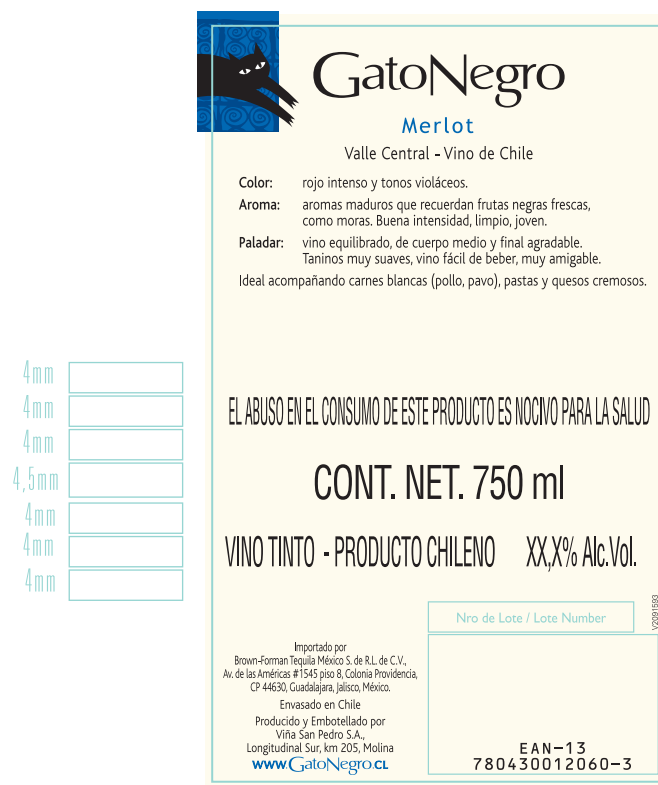 GatoNegro
Merlot
Valle Central - Vino de Chile
Color: rojo intenso y tonos violáceos.
Aroma: aromas maduros que recuerdan frutas negras frescas,
como moras. Buena intensidad, limpio, joven.
Paladar: vino equilibrado, de cuerpo medio y final agradable.
Taninos muy suaves, vino fácil de beber, muy amigable.
Ideal acompañando carnes blancas (pollo, pavo), pastas y quesos cremosos.
4mm
4mm
4mm
4,5mm
4mm
4mm
4mm
EL ABUSO EN EL CONSUMO DE ESTE PRODUCTO ES NOCIVO PARA LA SALUD
CONT. NET. 750 ml
VINO TINTO - PRODUCTO CHILENO XX,X% Alc.Vol.
Nro de Lote / Lote Number
V2091593
Importado por
Brown-Forman Tequila México S. de R.L. de C.V.,
Av. de las Américas #1545 piso 8, Colonia Providencia,
CP 44630, Guadalajara, Jalisco, México.
Envasado en Chile
Producido y Embotellado por
Viña San Pedro S.A.,
Longitudinal Sur, km 205, Molina
www.GatoNegro.CL
EAN-13
780430012060-3